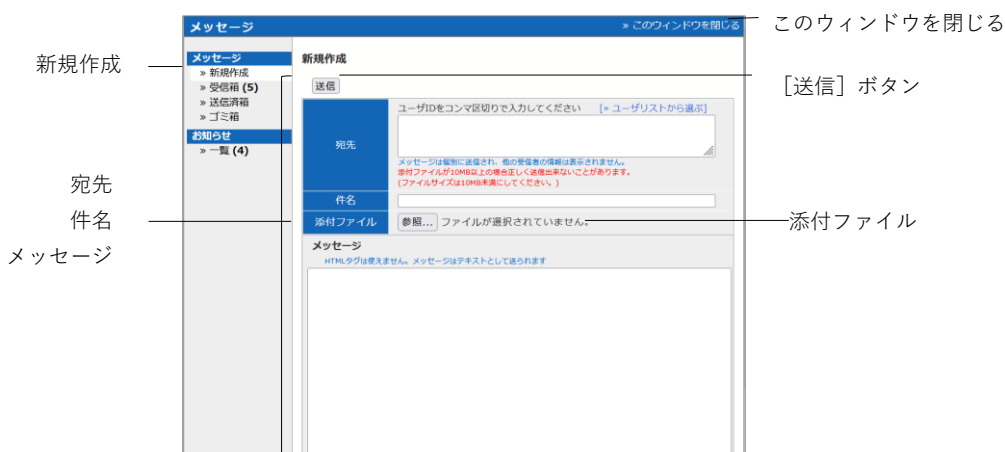 メッセージ
» このウィンドウを閉じる
このウィンドウを閉じる
新規作成
メッセージ
» 新規作成
» 受信箱 (5)
» 送信済箱
» ゴミ箱
お知らせ
» 一覧 (4)
新規作成
送信
［送信］ボタン
宛先
ユーザIDをコンマ区切りで入力してください [» ユーザリストから選ぶ]
メッセージは個別に送信され、他の受信者の情報は表示されません。
添付ファイルが10MB以上の場合正しく送信出来ないことがあります。
(ファイルサイズは10MB未満にしてください。)
件名
添付ファイル 参照... ファイルが選択されていません。
メッセージ
HTMLタグは使えません。メッセージはテキストとして送られます
宛先
件名
メッセージ
添付ファイル